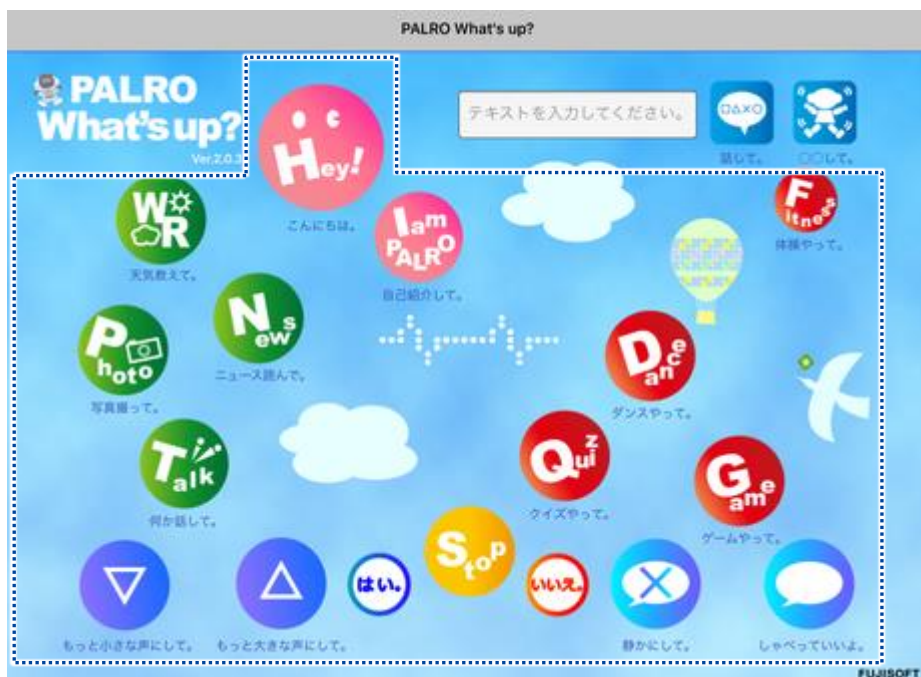 PALRO What's up?
PALRO
What's up?
Ver.2.0.3
Hey!
こんにちは。
テキストを入力してください。
□△×○
話して。
○○して。
WR
天気教えて。
I am PALRO
自己紹介して。
Fitness
体操やって。
News
ニュース読んで。
Photo
写真撮って。
Dance
ダンスやって。
Talk
何か話して。
Quiz
クイズやって。
Game
ゲームやって。
Stop
はい。
いいえ。
もっと小さな声にして。
もっと大きな声にして。
静かにして。
しゃべっていいよ。
FUJISOFT